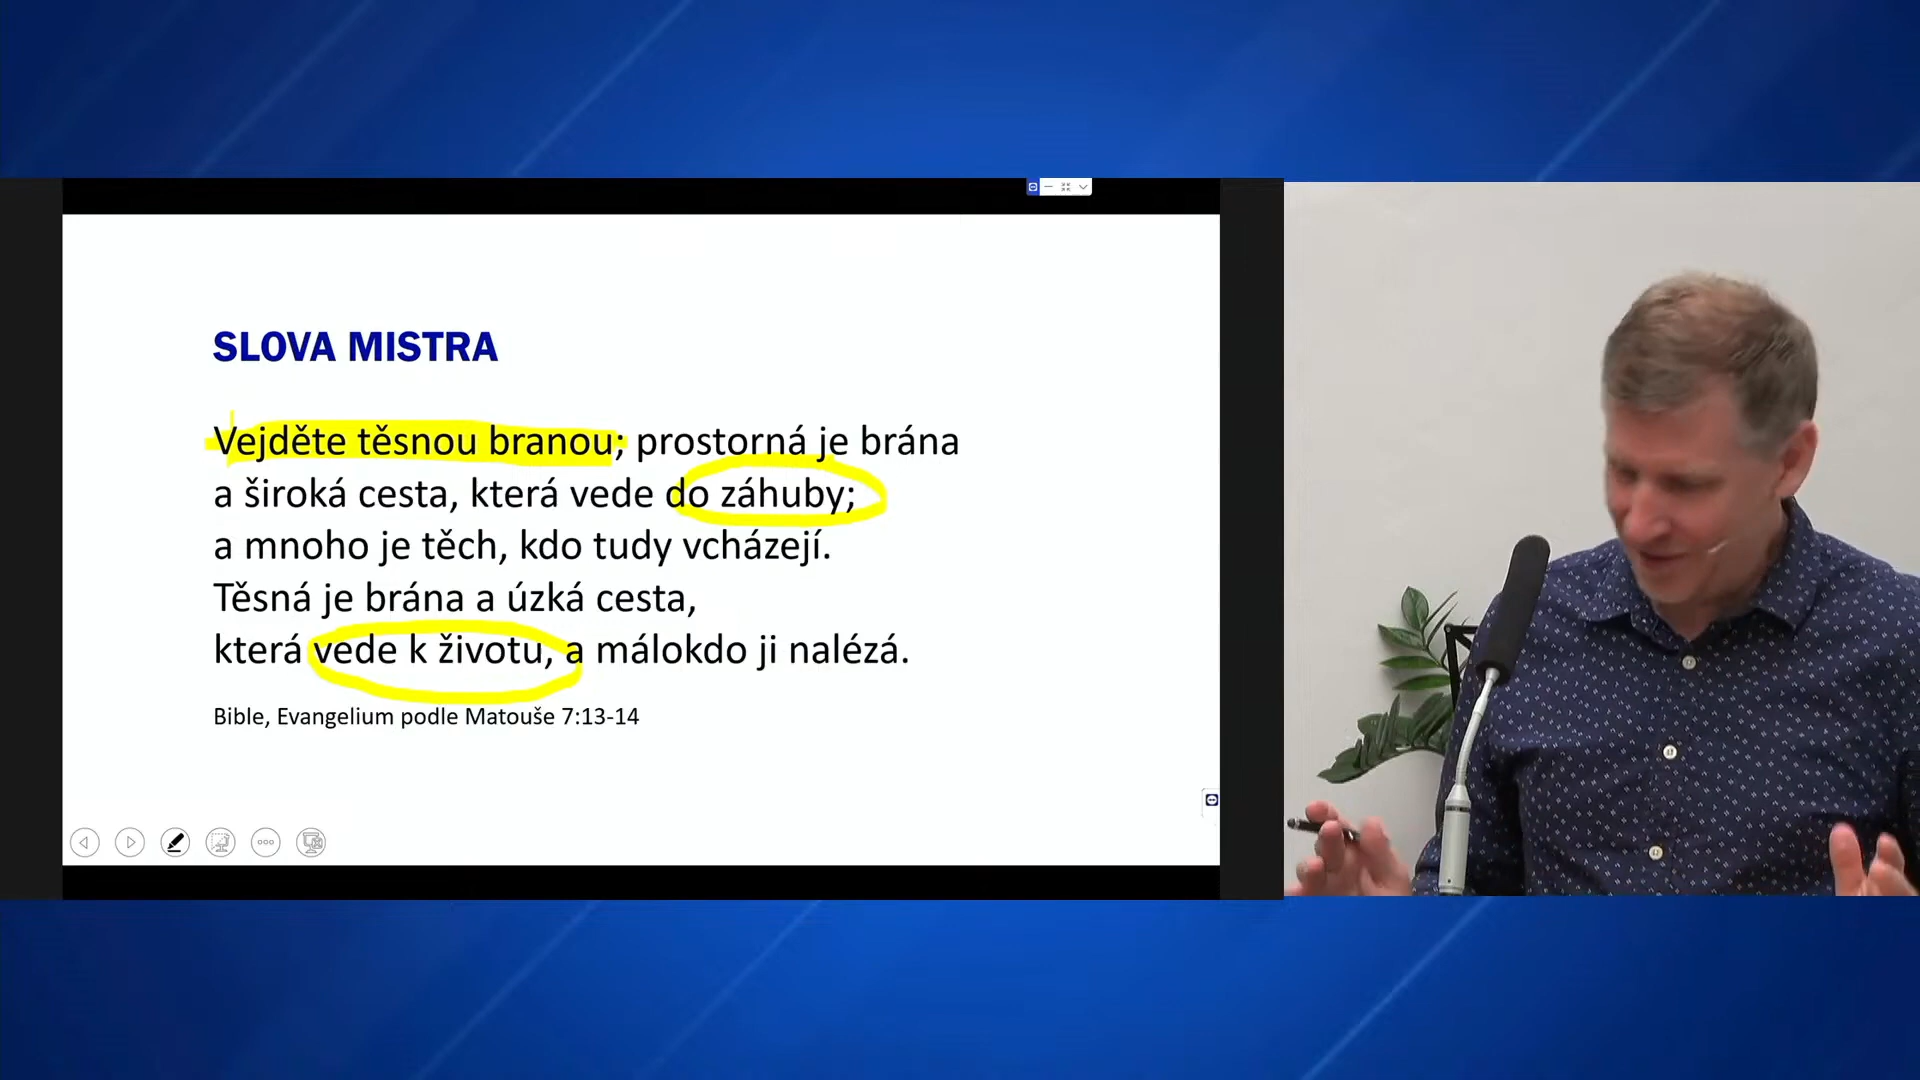 SLOVA MISTRA
Vejděte těsnou branou; prostorná je brána
a široká cesta, která vede do záhuby;
a mnoho je těch, kdo tudy vcházejí.
Těsná je brána a úzká cesta,
která vede k životu, a málokdo ji nalézá.
Bible, Evangelium podle Matouše 7:13-14